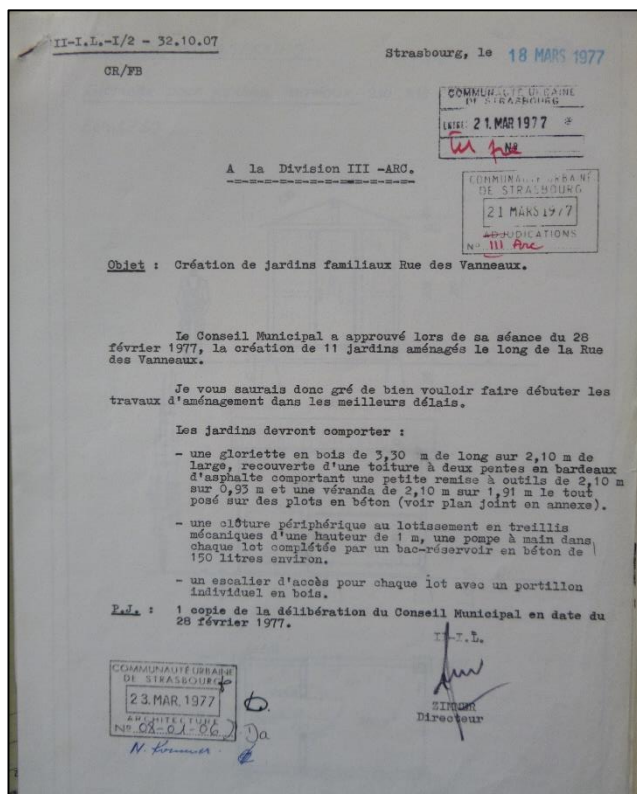 II-I.L.-I/2 - 32.10.07
Strasbourg, le 18 MARS 1977
CR/FB
COMMUNAUTE URBAINE
DE STRASBOURG
21.MAR 1977
No
A la Division III -ARC.
COMMUNAUTE URBAINE
DE STRASBOURG
21 MARS 1977
ADJUDICATIONS
No III Arc
Objet : Création de jardins familiaux Rue des Vanneaux.
Le Conseil Municipal a approuvé lors de sa séance du 28
février 1977, la création de 11 jardins aménagés le long de la Rue
des Vanneaux.
Je vous saurais donc gré de bien vouloir faire débuter les
travaux d'aménagement dans les meilleurs délais.
Les jardins devront comporter :
- une gloriette en bois de 3,30 m de long sur 2,10 m de
large, recouverte d'une toiture à deux pentes en bardeaux
d'asphalte comportant une petite remise à outils de 2,10 m
sur 0,93 m et une véranda de 2,10 m sur 1,91 m le tout
posé sur des plots en béton (voir plan joint en annexe).
- une clôture périphérique au lotissement en treillis
mécaniques d'une hauteur de 1 m, une pompe à main dans
chaque lot complétée par un bac-réservoir en béton de
150 litres environ.
- un escalier d'accès pour chaque lot avec un portillon
individuel en bois.
P.J. : 1 copie de la délibération du Conseil Municipal en date du
28 février 1977.
II-I.L.
Directeur
COMMUNAUTE URBAINE
DE STRASBOURG
23.MAR 1977
ARCHITECTURE
No 08-01-06
Da